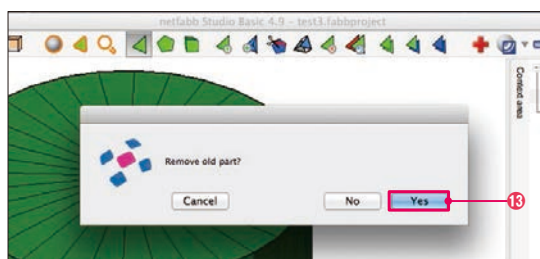 netfabb Studio Basic 4.9 - test3.fabbproject
Context area
Remove old part?
Cancel
No
Yes
13